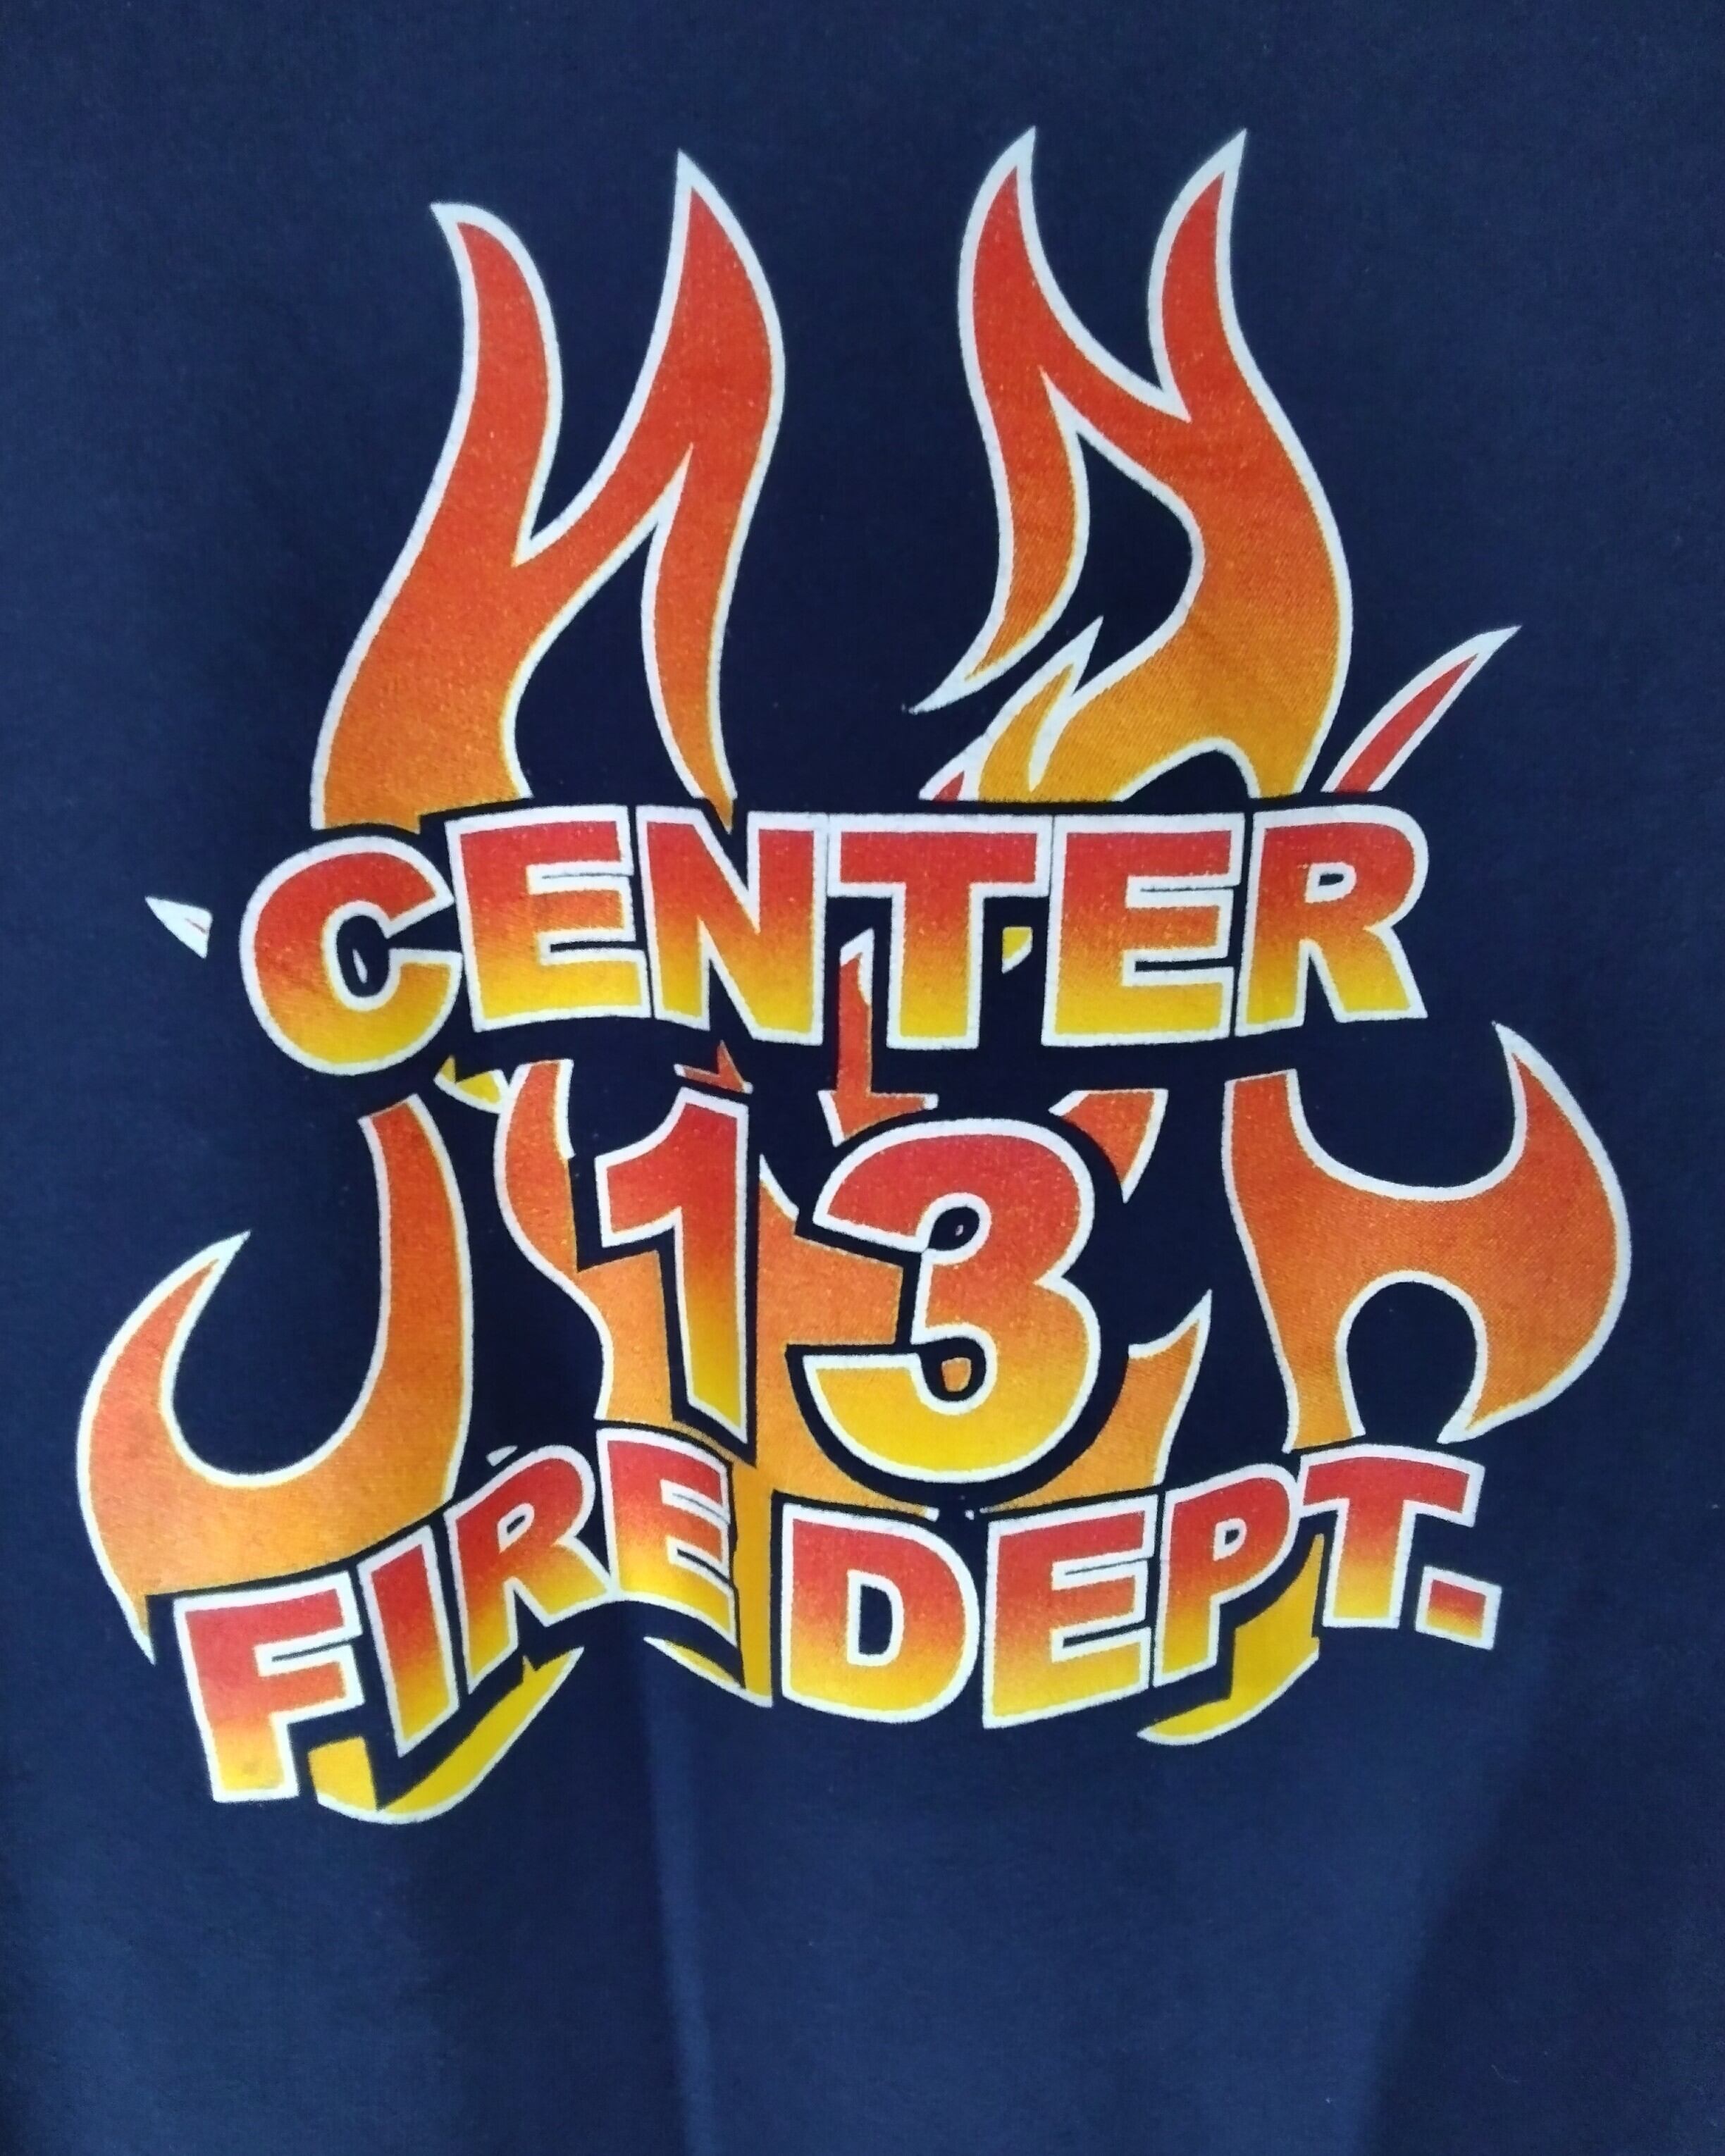 CENTER
13
FIRE DEPT.